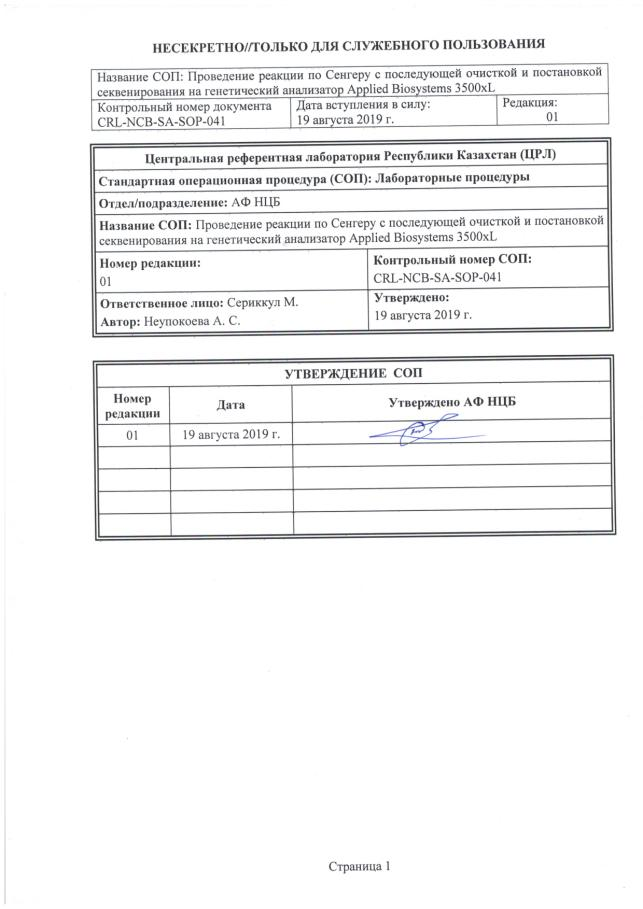 НЕСЕКРЕТНО//ТОЛЬКО ДЛЯ СЛУЖЕБНОГО ПОЛЬЗОВАНИЯ
Название СОП: Проведение реакции по Сенгеру с последующей очисткой и постановкой
секвенирования на генетический анализатор Applied Biosystems 3500xL
Контрольный номер документа
CRL-NCB-SA-SOP-041
Дата вступления в силу:
19 августа 2019 г.
Редакция:
01
Центральная референтная лаборатория Республики Казахстан (ЦРЛ)
Стандартная операционная процедура (СОП): Лабораторные процедуры
Отдел/подразделение: АФ НЦБ
Название СОП: Проведение реакции по Сенгеру с последующей очисткой и постановкой
секвенирования на генетический анализатор Applied Biosystems 3500xL
Номер редакции:
01
Контрольный номер СОП:
CRL-NCB-SA-SOP-041
Ответственное лицо: Сериккул М.
Автор: Неупокоева А. С.
Утверждено:
19 августа 2019 г.
УТВЕРЖДЕНИЕ СОП
Номер
редакции
Дата
Утверждено АФ НЦБ
01
19 августа 2019 г.
Страница 1